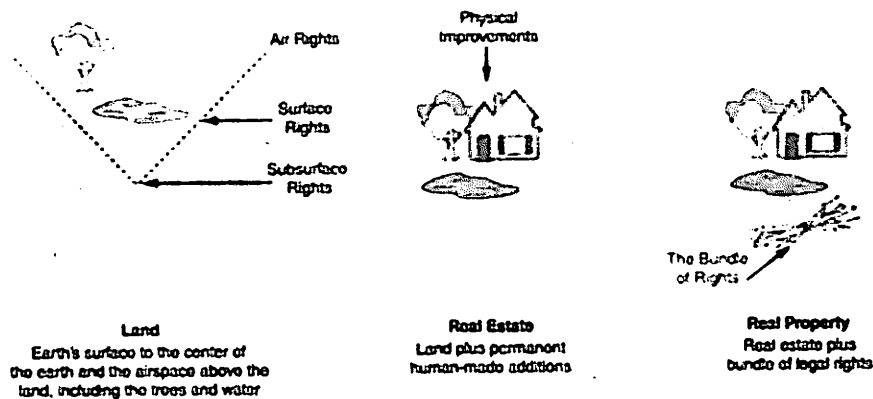 Air Rights
Surface
Rights
Subsurface
Rights
Physical
Improvements
The Bundle
of Rights
Land
Earth's surface to the center of
the earth and the airspace above the
land, including the trees and water
Real Estate
Land plus permanent
human-made additions
Real Property
Real estate plus
bundle of legal rights